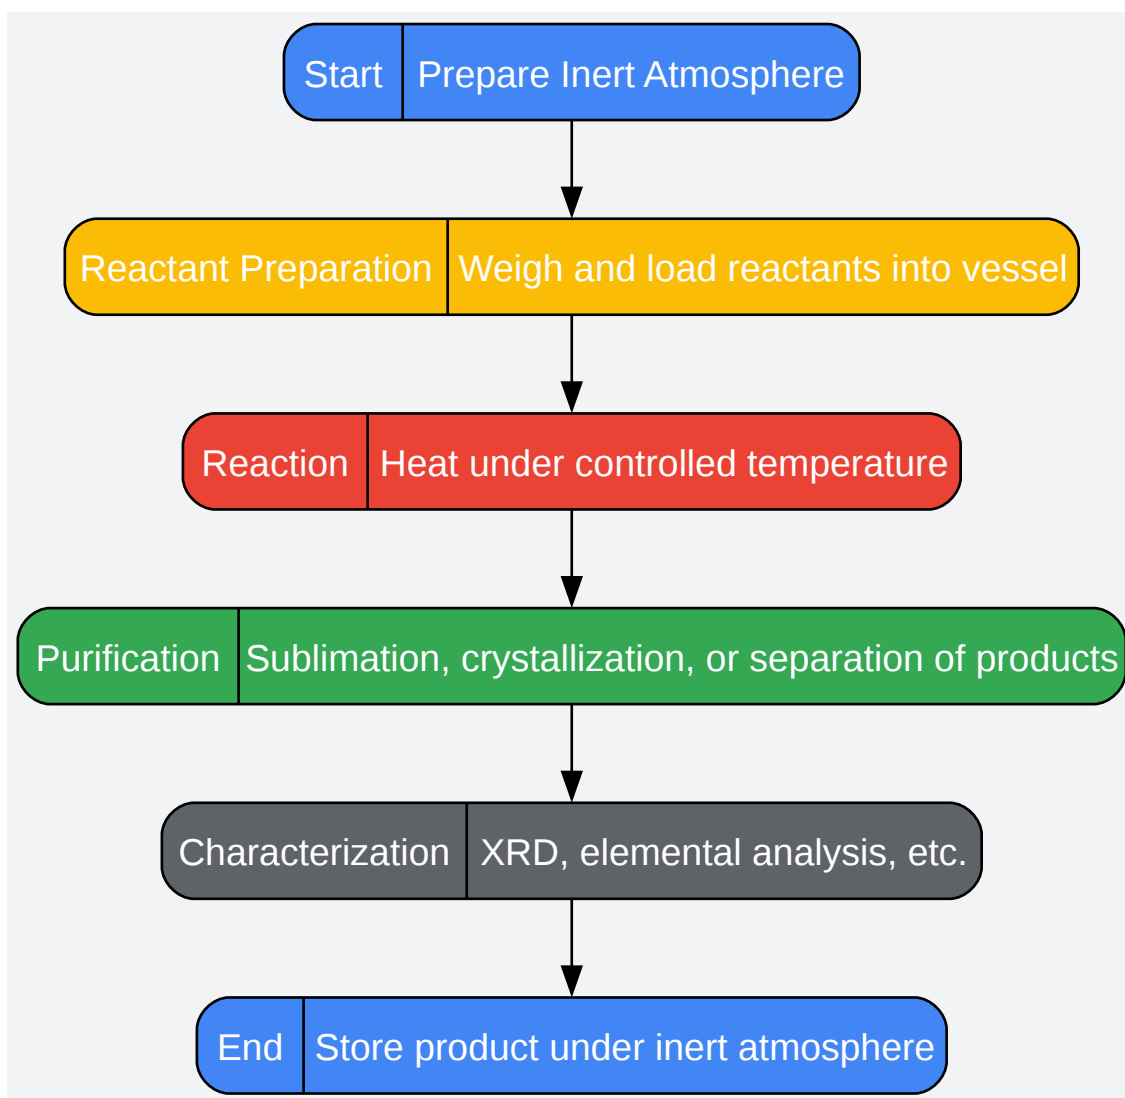 Start Prepare Inert Atmosphere
Reactant Preparation Weigh and load reactants into vessel
Reaction Heat under controlled temperature
Purification Sublimation, crystallization, or separation of products
Characterization XRD, elemental analysis, etc.
End Store product under inert atmosphere